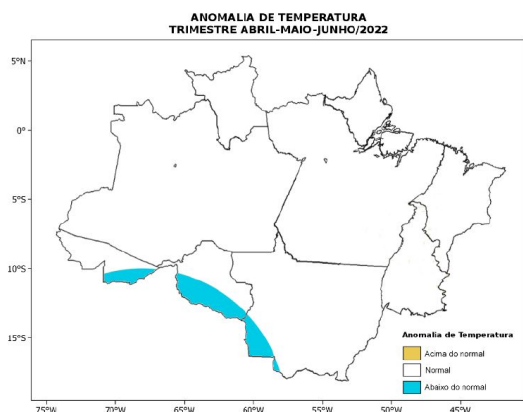 ANOMALIA DE TEMPERATURA
TRIMESTRE ABRIL-MAIO-JUNHO/2022
5°N
0°
5°S
10°S
15°S
Anomalia de Temperatura
Acima do normal
Normal
Abaixo do normal
75°W
70°W
65°W
60°W
55°W
50°W
45°W